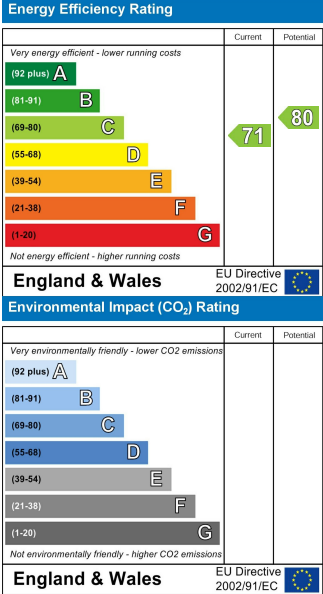 Energy Efficiency Rating
Current Potential
Very energy efficient - lower running costs
(92 plus) A
(81-91) B
(69-80) C
(55-68) D
(39-54) E
(21-38) F
(1-20) G
71
80
Not energy efficient - higher running costs
England & Wales
EU Directive
2002/91/EC
Environmental Impact (CO₂) Rating
Current Potential
Very environmentally friendly - lower CO2 emissions
(92 plus) A
(81-91) B
(69-80) C
(55-68) D
(39-54) E
(21-38) F
(1-20) G
Not environmentally friendly - higher CO2 emissions
England & Wales
EU Directive
2002/91/EC